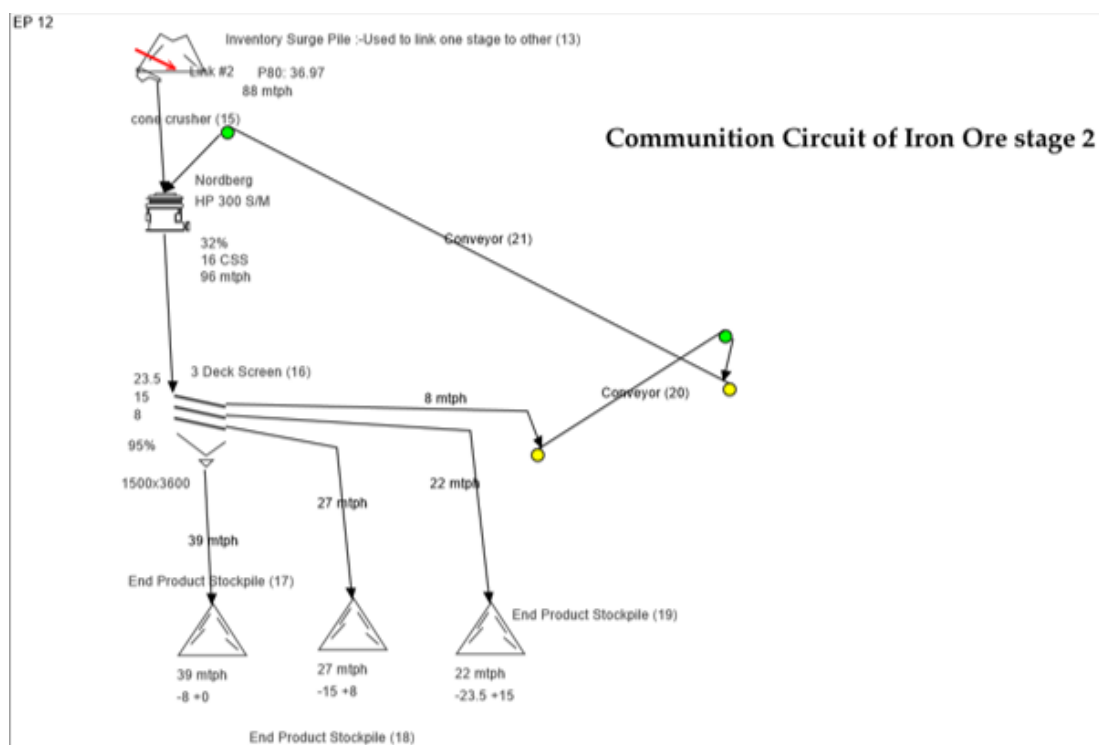 EP 12
Inventory Surge Pile :-Used to link one stage to other (13)
Link #2
P80: 36.97
88 mtph
cone crusher (15)
Communition Circuit of Iron Ore stage 2
Nordberg
HP 300 S/M
32%
16 CSS
96 mtph
Conveyor (21)
3 Deck Screen (16)
23.5
15
8
95%
1500x3600
8 mtph
Conveyor (20)
22 mtph
27 mtph
39 mtph
End Product Stockpile (17)
End Product Stockpile (19)
39 mtph
-8 +0
27 mtph
-15 +8
22 mtph
-23.5 +15
End Product Stockpile (18)